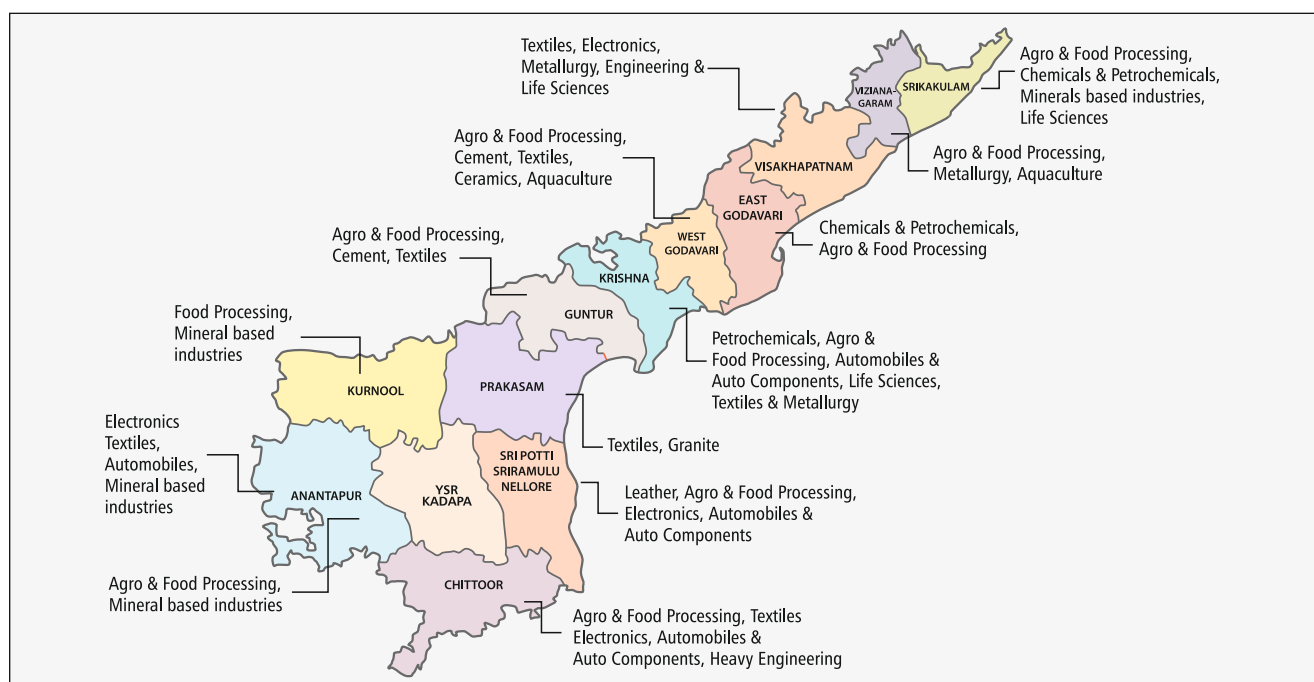 Textiles, Electronics,
Metallurgy, Engineering &
Life Sciences
Agro & Food Processing,
Chemicals & Petrochemicals,
Minerals based industries,
Life Sciences
VIZIANA-
GARAM
SRIKAKULAM
Agro & Food Processing,
Cement, Textiles,
Ceramics, Aquaculture
VISAKHAPATNAM
Agro & Food Processing,
Metallurgy, Aquaculture
EAST
GODAVARI
WEST
GODAVARI
Chemicals & Petrochemicals,
Agro & Food Processing
Agro & Food Processing,
Cement, Textiles
KRISHNA
GUNTUR
Food Processing,
Mineral based
industries
Petrochemicals, Agro &
Food Processing, Automobiles &
Auto Components, Life Sciences,
Textiles & Metallurgy
KURNOOL
PRAKASAM
Electronics
Textiles,
Automobiles,
Mineral based
industries
Textiles, Granite
SRI POTTI
SRIRAMULU
NELLORE
ANANTAPUR
YSR
KADAPA
Leather, Agro & Food Processing,
Electronics, Automobiles &
Auto Components
Agro & Food Processing,
Mineral based industries
CHITTOOR
Agro & Food Processing, Textiles
Electronics, Automobiles &
Auto Components, Heavy Engineering